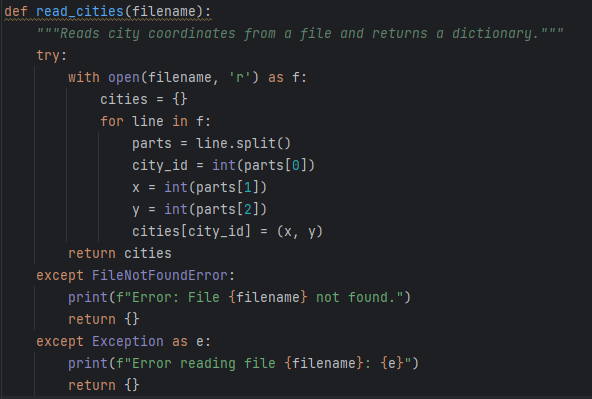 def read_cities(filename):
    """Reads city coordinates from a file and returns a dictionary."""
    try:
        with open(filename, 'r') as f:
            cities = {}
            for line in f:
                parts = line.split()
                city_id = int(parts[0])
                x = int(parts[1])
                y = int(parts[2])
                cities[city_id] = (x, y)
        return cities
    except FileNotFoundError:
        print(f"Error: File {filename} not found.")
        return {}
    except Exception as e:
        print(f"Error reading file {filename}: {e}")
        return {}